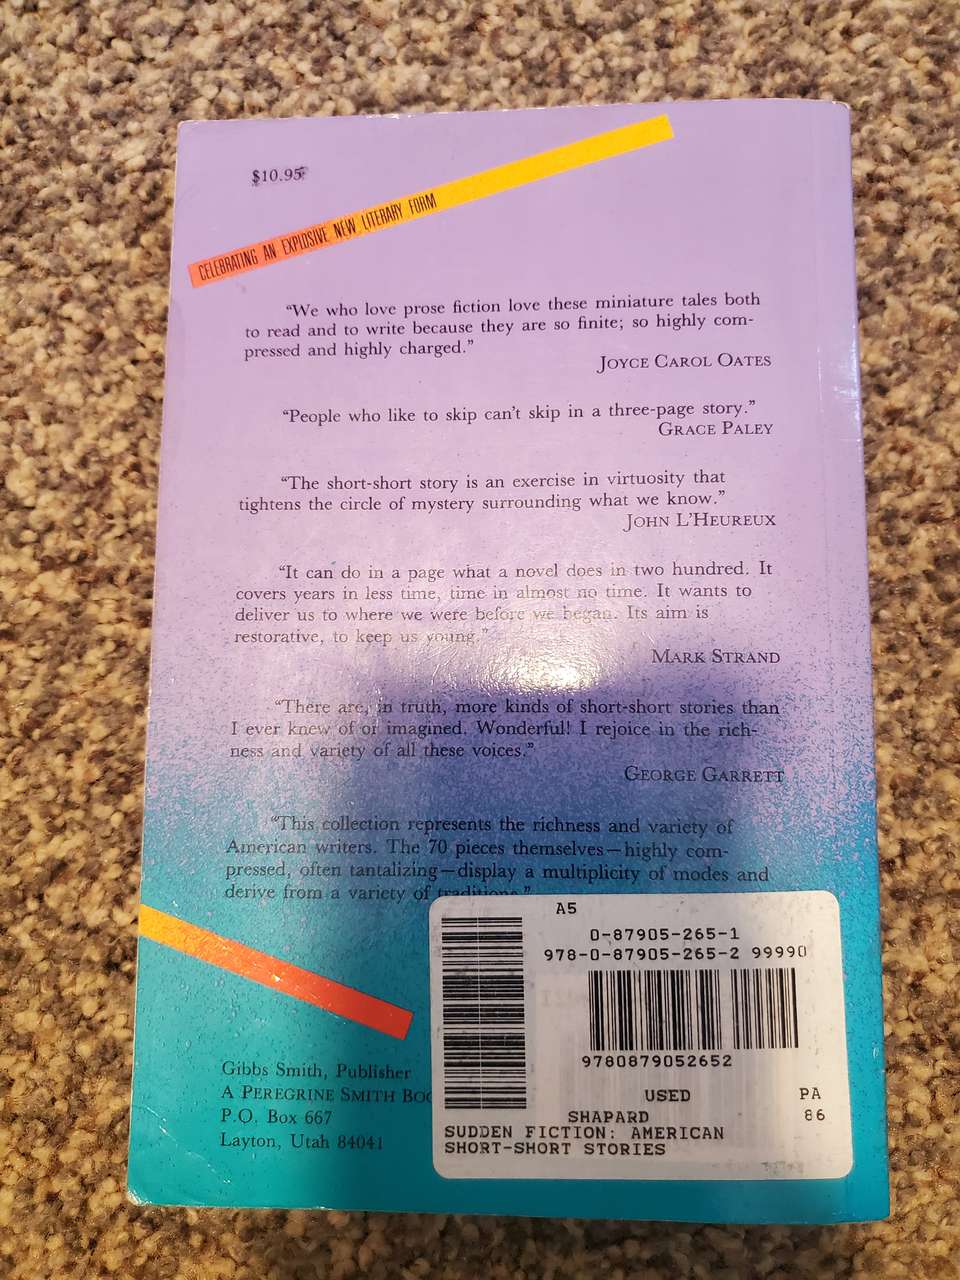 $10.95
CELEBRATING AN EXPLOSIVE NEW LITERARY FORM
“We who love prose fiction love these miniature tales both
to read and to write because they are so finite; so highly com-
pressed and highly charged.”
JOYCE CAROL OATES
“People who like to skip can’t skip in a three-page story.”
GRACE PALEY
“The short-short story is an exercise in virtuosity that
tightens the circle of mystery surrounding what we know.”
JOHN L’HEUREUX
“It can do in a page what a novel does in two hundred. It
covers years in less time, time in almost no time. It wants to
deliver us to where we were before we began. Its aim is
restorative, to keep us young.”
MARK STRAND
“There are, in truth, more kinds of short-short stories than
I ever knew of or imagined. Wonderful! I rejoice in the rich-
ness and variety of all these voices.”
GEORGE GARRETT
“This collection represents the richness and variety of
American writers. The 70 pieces themselves—highly com-
pressed, often tantalizing—display a multiplicity of modes and
derive from a variety of traditions.”
Gibbs Smith, Publisher
A PEREGRINE SMITH
P.O. Box 667
Layton, Utah 84041
A5
0-87905-265-1
978-0-87905-265-2 99990
9780879052652
USED PA
SHAPARD 86
SUDDEN FICTION: AMERICAN
SHORT-SHORT STORIES